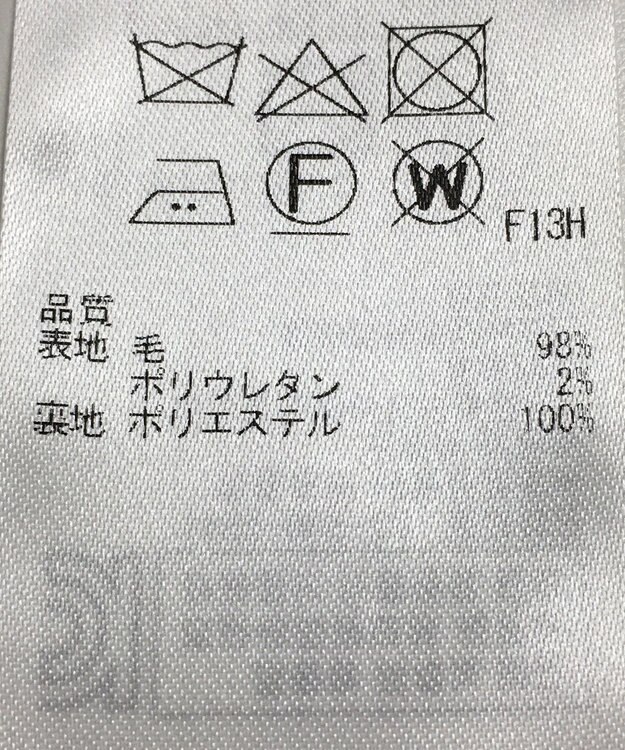 F W F13H
品質
表地 毛 98%
ポリウレタン 2%
裏地 ポリエステル 100%